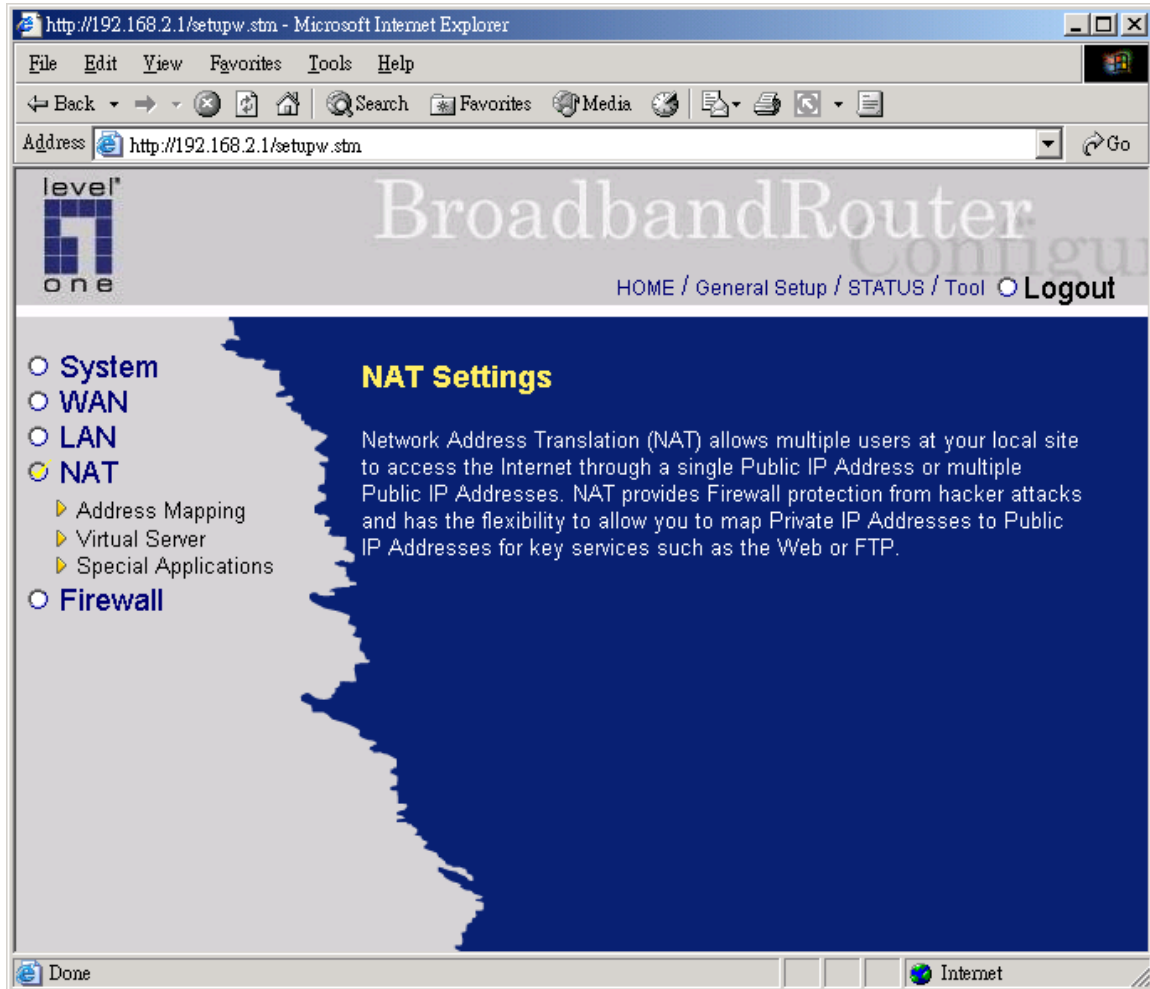 http://192.168.2.1/setupw.stm - Microsoft Internet Explorer
File Edit View Favorites Tools Help
Back Search Favorites Media
Address http://192.168.2.1/setupw.stm Go
level one
BroadbandRouter
Configur
HOME / General Setup / STATUS / Tool Logout
System
WAN
LAN
NAT
Address Mapping
Virtual Server
Special Applications
Firewall
NAT Settings
Network Address Translation (NAT) allows multiple users at your local site
to access the Internet through a single Public IP Address or multiple
Public IP Addresses. NAT provides Firewall protection from hacker attacks
and has the flexibility to allow you to map Private IP Addresses to Public
IP Addresses for key services such as the Web or FTP.
Done Internet